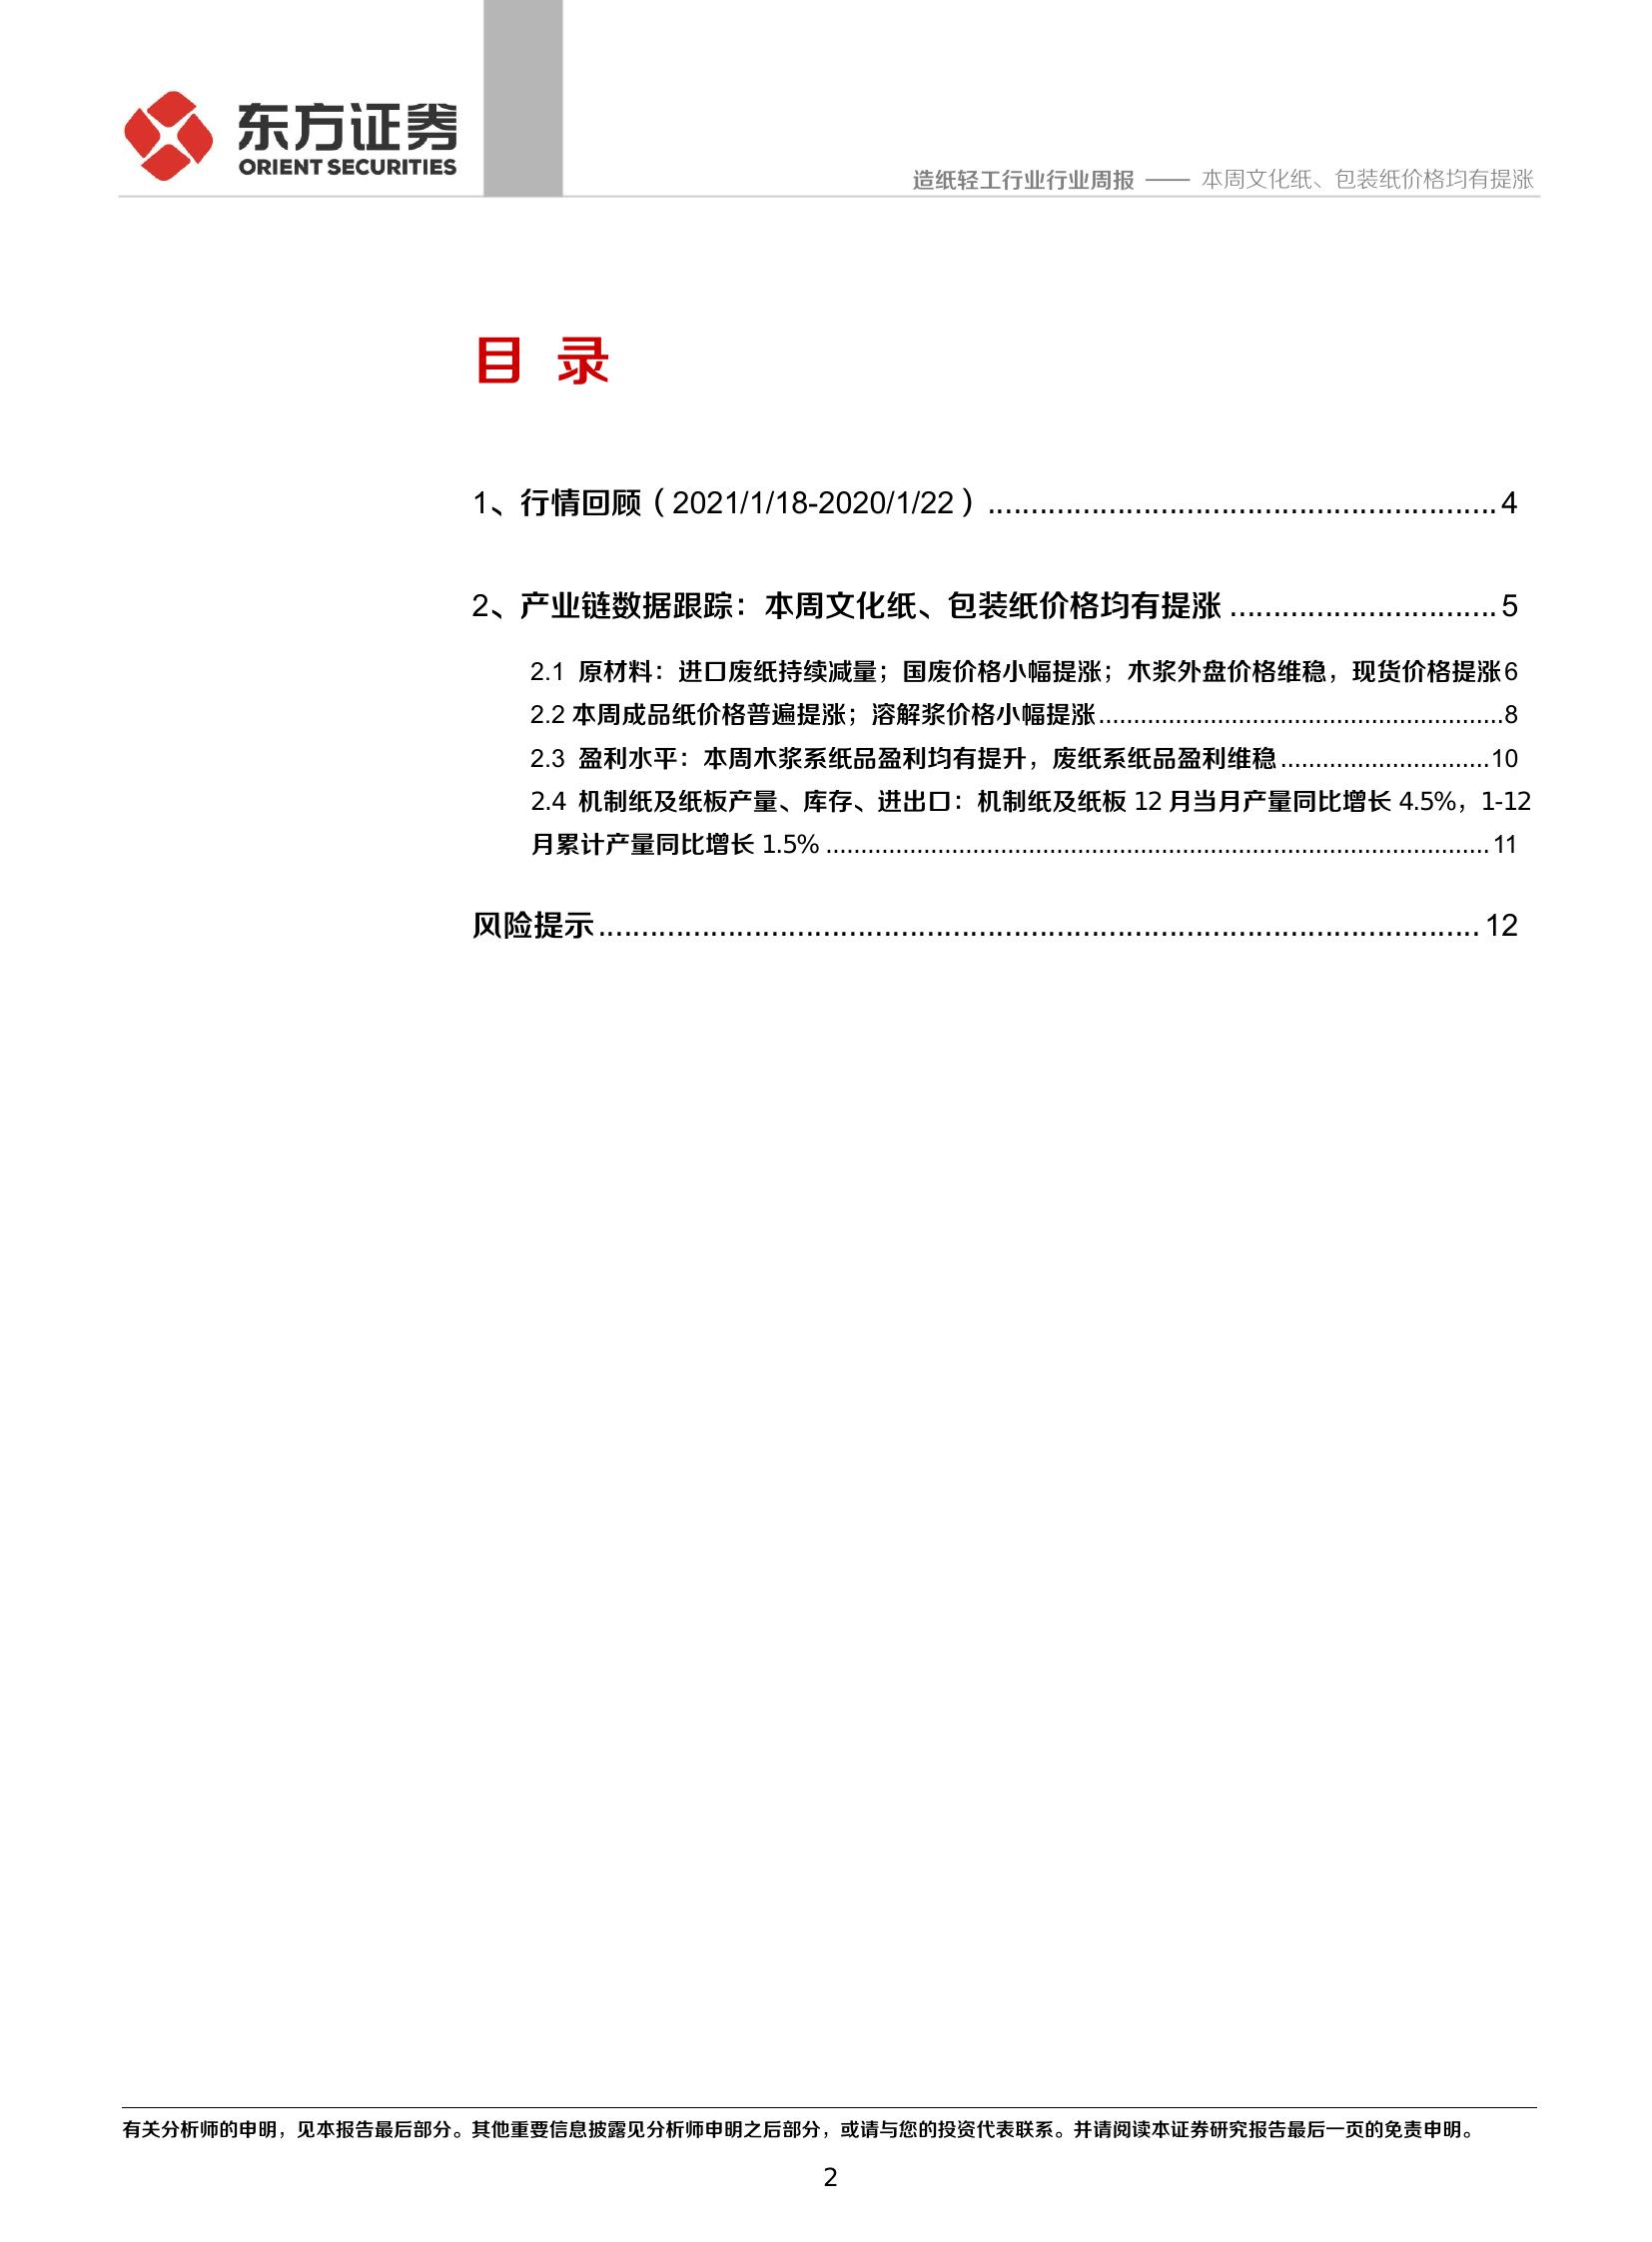 东方证券
ORIENT SECURITIES
造纸轻工行业行业周报 —— 本周文化纸、包装纸价格均有提涨
目 录
1、行情回顾（2021/1/18-2020/1/22）........................................................... 4
2、产业链数据跟踪：本周文化纸、包装纸价格均有提涨 ............................... 5
2.1 原材料：进口废纸持续减量；国废价格小幅提涨；木浆外盘价格维稳，现货价格提涨6
2.2 本周成品纸价格普遍提涨；溶解浆价格小幅提涨..........................................................8
2.3 盈利水平：本周木浆系纸品盈利均有提升，废纸系纸品盈利维稳..............................10
2.4 机制纸及纸板产量、库存、进出口：机制纸及纸板 12 月当月产量同比增长 4.5%，1-12
月累计产量同比增长 1.5% ............................................................................................... 11
风险提示...................................................................................................... 12
有关分析师的申明，见本报告最后部分。其他重要信息披露见分析师申明之后部分，或请与您的投资代表联系。并请阅读本证券研究报告最后一页的免责申明。
2